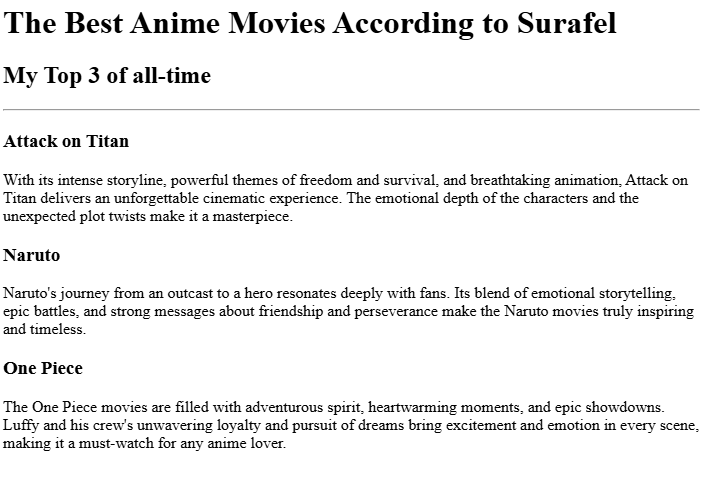 The Best Anime Movies According to Surafel
My Top 3 of all-time
Attack on Titan
With its intense storyline, powerful themes of freedom and survival, and breathtaking animation, Attack on
Titan delivers an unforgettable cinematic experience. The emotional depth of the characters and the
unexpected plot twists make it a masterpiece.
Naruto
Naruto's journey from an outcast to a hero resonates deeply with fans. Its blend of emotional storytelling,
epic battles, and strong messages about friendship and perseverance make the Naruto movies truly inspiring
and timeless.
One Piece
The One Piece movies are filled with adventurous spirit, heartwarming moments, and epic showdowns.
Luffy and his crew's unwavering loyalty and pursuit of dreams bring excitement and emotion in every scene,
making it a must-watch for any anime lover.